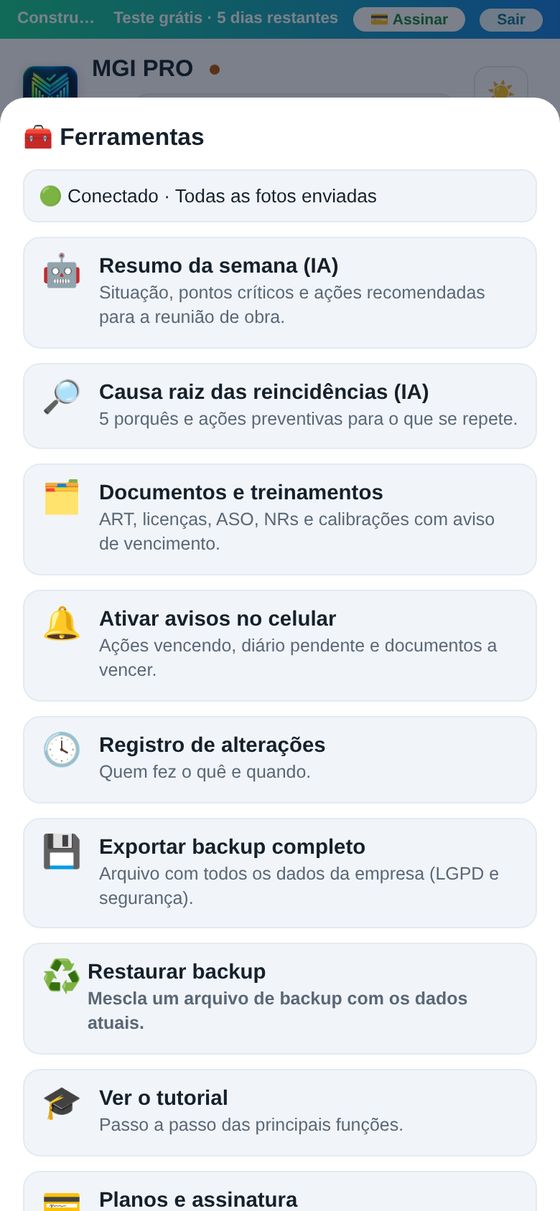 Constru... Teste grátis · 5 dias restantes 💳 Assinar Sair
MGI PRO
🧰 Ferramentas
🟢 Conectado · Todas as fotos enviadas
Resumo da semana (IA)
Situação, pontos críticos e ações recomendadas
para a reunião de obra.
Causa raiz das reincidências (IA)
5 porquês e ações preventivas para o que se repete.
Documentos e treinamentos
ART, licenças, ASO, NRs e calibrações com aviso
de vencimento.
Ativar avisos no celular
Ações vencendo, diário pendente e documentos a
vencer.
Registro de alterações
Quem fez o quê e quando.
Exportar backup completo
Arquivo com todos os dados da empresa (LGPD e
segurança).
Restaurar backup
Mescla um arquivo de backup com os dados
atuais.
Ver o tutorial
Passo a passo das principais funções.
Planos e assinatura